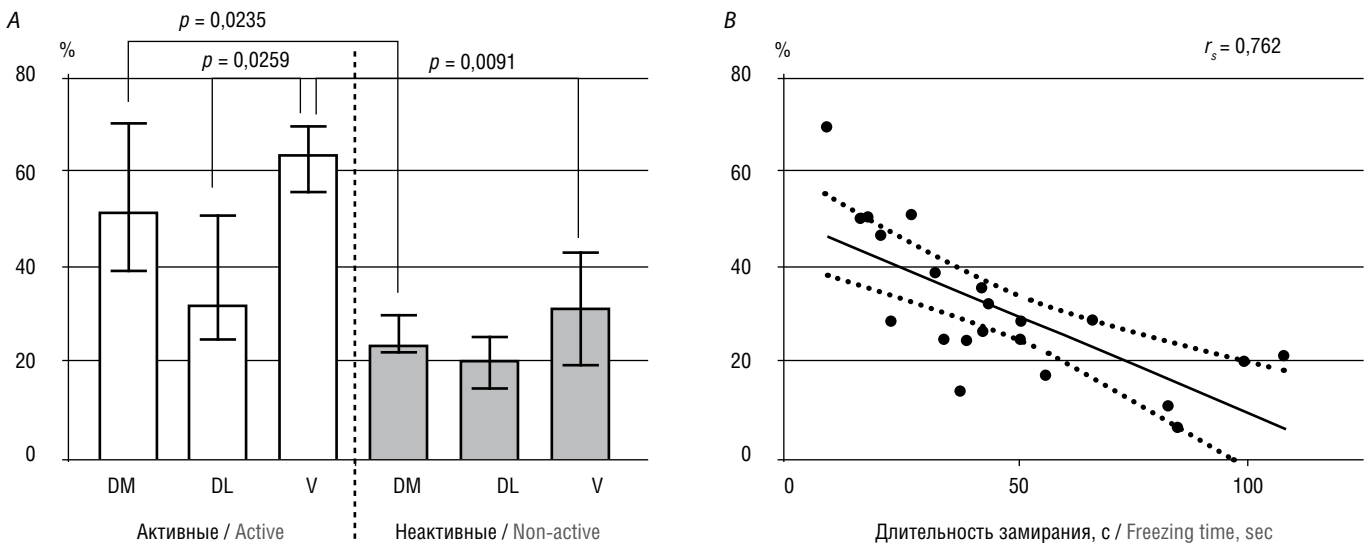 A
p = 0,0235
%
p = 0,0259
p = 0,0091
80
60
40
20
0
DM DL V DM DL V
Активные / Active Неактивные / Non-active
B
%
rs = 0,762
80
60
40
20
0
0 50 100
Длительность замирания, с / Freezing time, sec